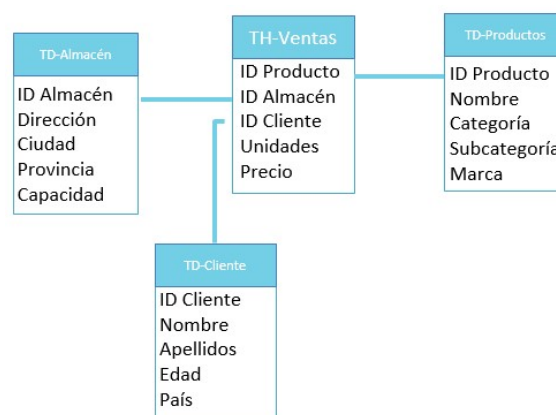 TD-Almacén
ID Almacén
Dirección
Ciudad
Provincia
Capacidad
TH-Ventas
ID Producto
ID Almacén
ID Cliente
Unidades
Precio
TD-Productos
ID Producto
Nombre
Categoría
Subcategoría
Marca
TD-Cliente
ID Cliente
Nombre
Apellidos
Edad
País